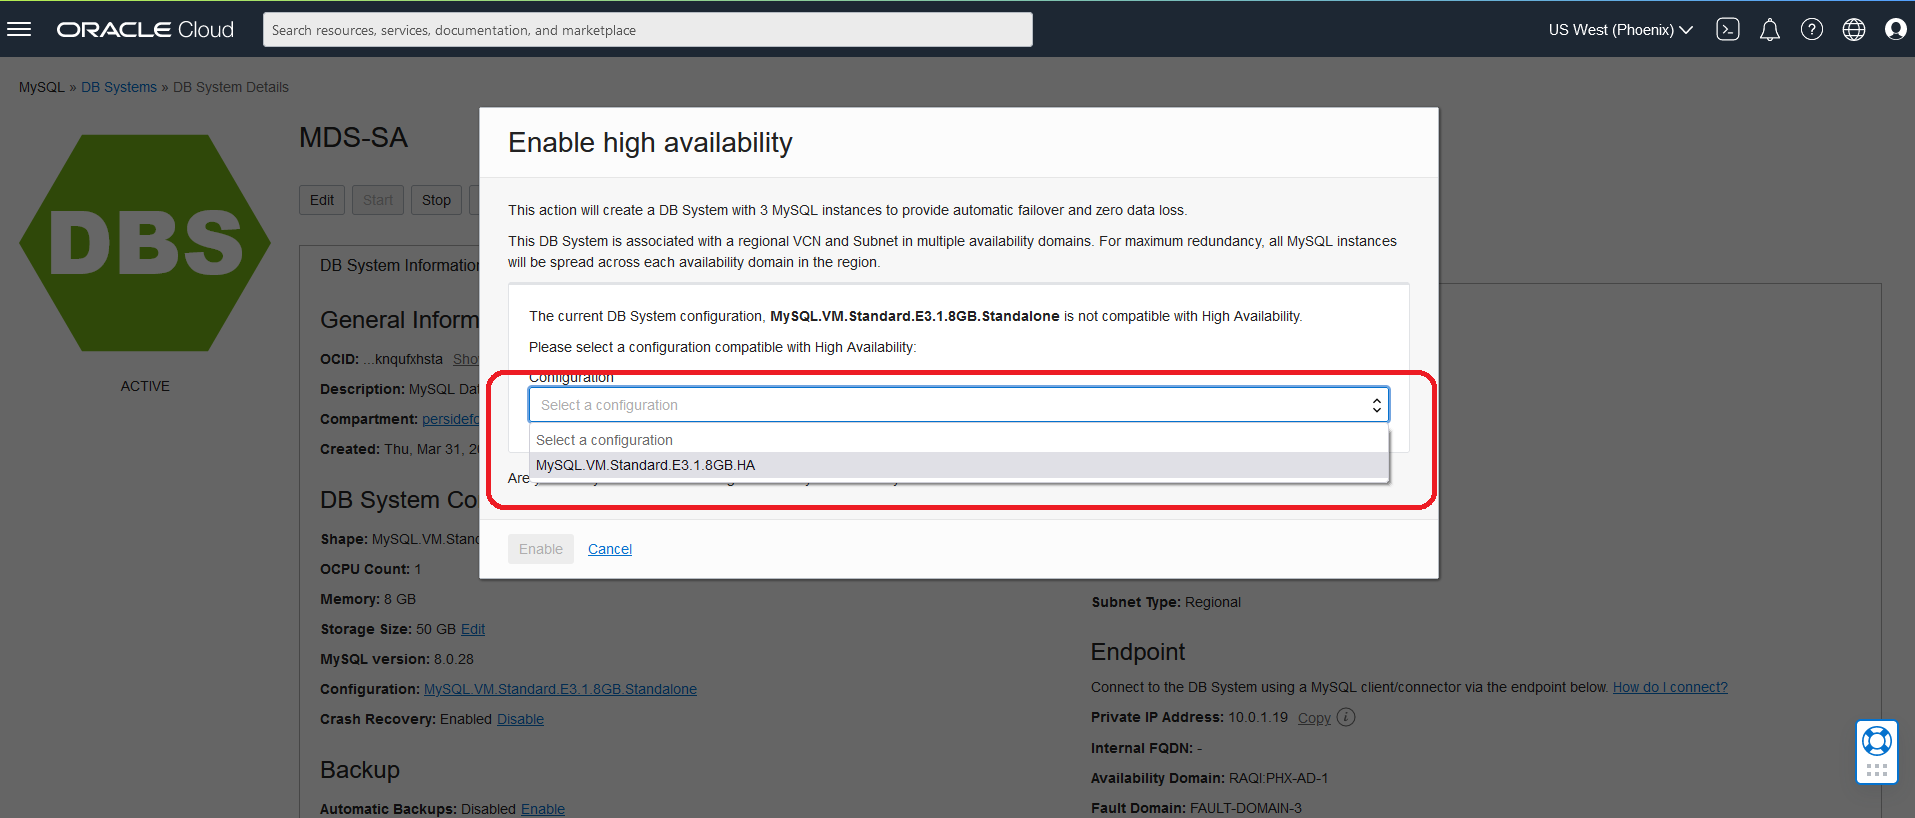 ORACLE Cloud
Search resources, services, documentation, and marketplace
US West (Phoenix)
MySQL » DB Systems » DB System Details
DBS
ACTIVE
MDS-SA
Edit Start Stop
DB System Information
General Inform
OCID: ...knqufxhsta Sho
Description: MySQL Dat
Compartment: persidefo
Created: Thu, Mar 31, 20
DB System Co
Shape: MySQL.VM.Stand
OCPU Count: 1
Memory: 8 GB
Storage Size: 50 GB Edit
MySQL version: 8.0.28
Configuration: MySQL.VM.Standard.E3.1.8GB.Standalone
Crash Recovery: Enabled Disable
Backup
Automatic Backups: Disabled Enable
Enable high availability
This action will create a DB System with 3 MySQL instances to provide automatic failover and zero data loss.
This DB System is associated with a regional VCN and Subnet in multiple availability domains. For maximum redundancy, all MySQL instances
will be spread across each availability domain in the region.
The current DB System configuration, MySQL.VM.Standard.E3.1.8GB.Standalone is not compatible with High Availability.
Please select a configuration compatible with High Availability:
Configuration
Select a configuration
Select a configuration
MySQL.VM.Standard.E3.1.8GB.HA
Are
Enable Cancel
Subnet Type: Regional
Endpoint
Connect to the DB System using a MySQL client/connector via the endpoint below. How do I connect?
Private IP Address: 10.0.1.19 Copy
Internal FQDN: -
Availability Domain: RAQI:PHX-AD-1
Fault Domain: FAULT-DOMAIN-3